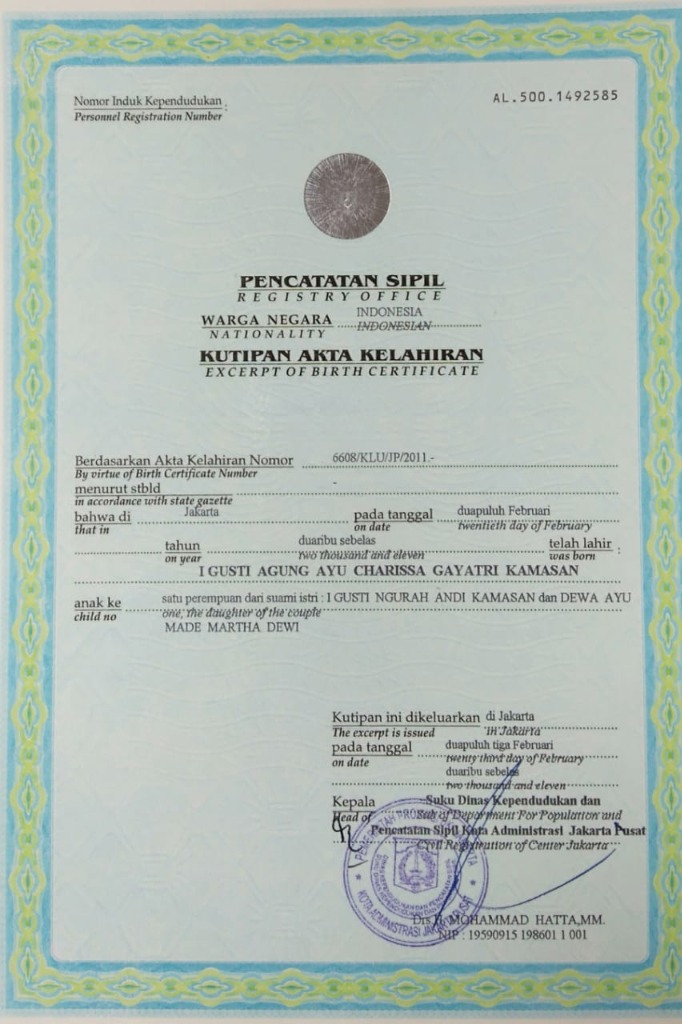 Nomor Induk Kependudukan :
Personnel Registration Number
AL.500.1492585
PENCATATAN SIPIL
REGISTRY OFFICE
WARGA NEGARA INDONESIA
NATIONALITY INDONESIAN
KUTIPAN AKTA KELAHIRAN
EXCERPT OF BIRTH CERTIFICATE
Berdasarkan Akta Kelahiran Nomor 6608/KLU/JP/2011.-
By virtue of Birth Certificate Number
menurut stbld -
in accordance with state gazette
bahwa di Jakarta pada tanggal duapuluh Februari
that in on date twentieth day of February
tahun duaribu sebelas telah lahir :
on year two thousand and eleven was born
I GUSTI AGUNG AYU CHARISSA GAYATRI KAMASAN
anak ke satu perempuan dari suami istri : I GUSTI NGURAH ANDI KAMASAN dan DEWA AYU
child no one, the daughter of the couple
MADE MARTHA DEWI
Kutipan ini dikeluarkan di Jakarta
The excerpt is issued in Jakarta
pada tanggal duapuluh tiga Februari
on date twenty third day of February
duaribu sebelas
two thousand and eleven
Kepala Suku Dinas Kependudukan dan
Head of Sub of Department For Population and
Pencatatan Sipil Kota Administrasi Jakarta Pusat
Civil Registration of Center Jakarta
KOTA ADMINISTRASI JAKARTA PUSAT
Drs H. MOHAMMAD HATTA,MM.
NIP : 19590915 198601 1 001